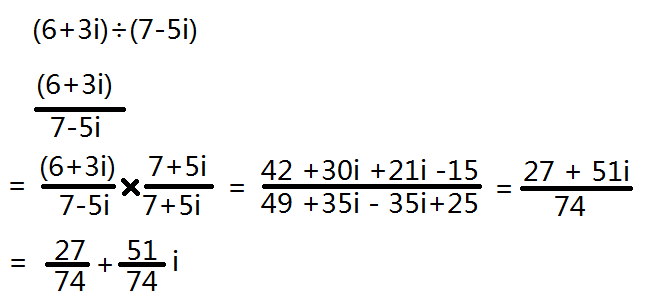 (6+3i)÷(7-5i)
(6+3i)
7-5i
= (6+3i)/7-5i × 7+5i/7+5i = 42 +30i +21i -15/49 +35i - 35i+25 = 27 + 51i/74
= 27/74 + 51/74 i